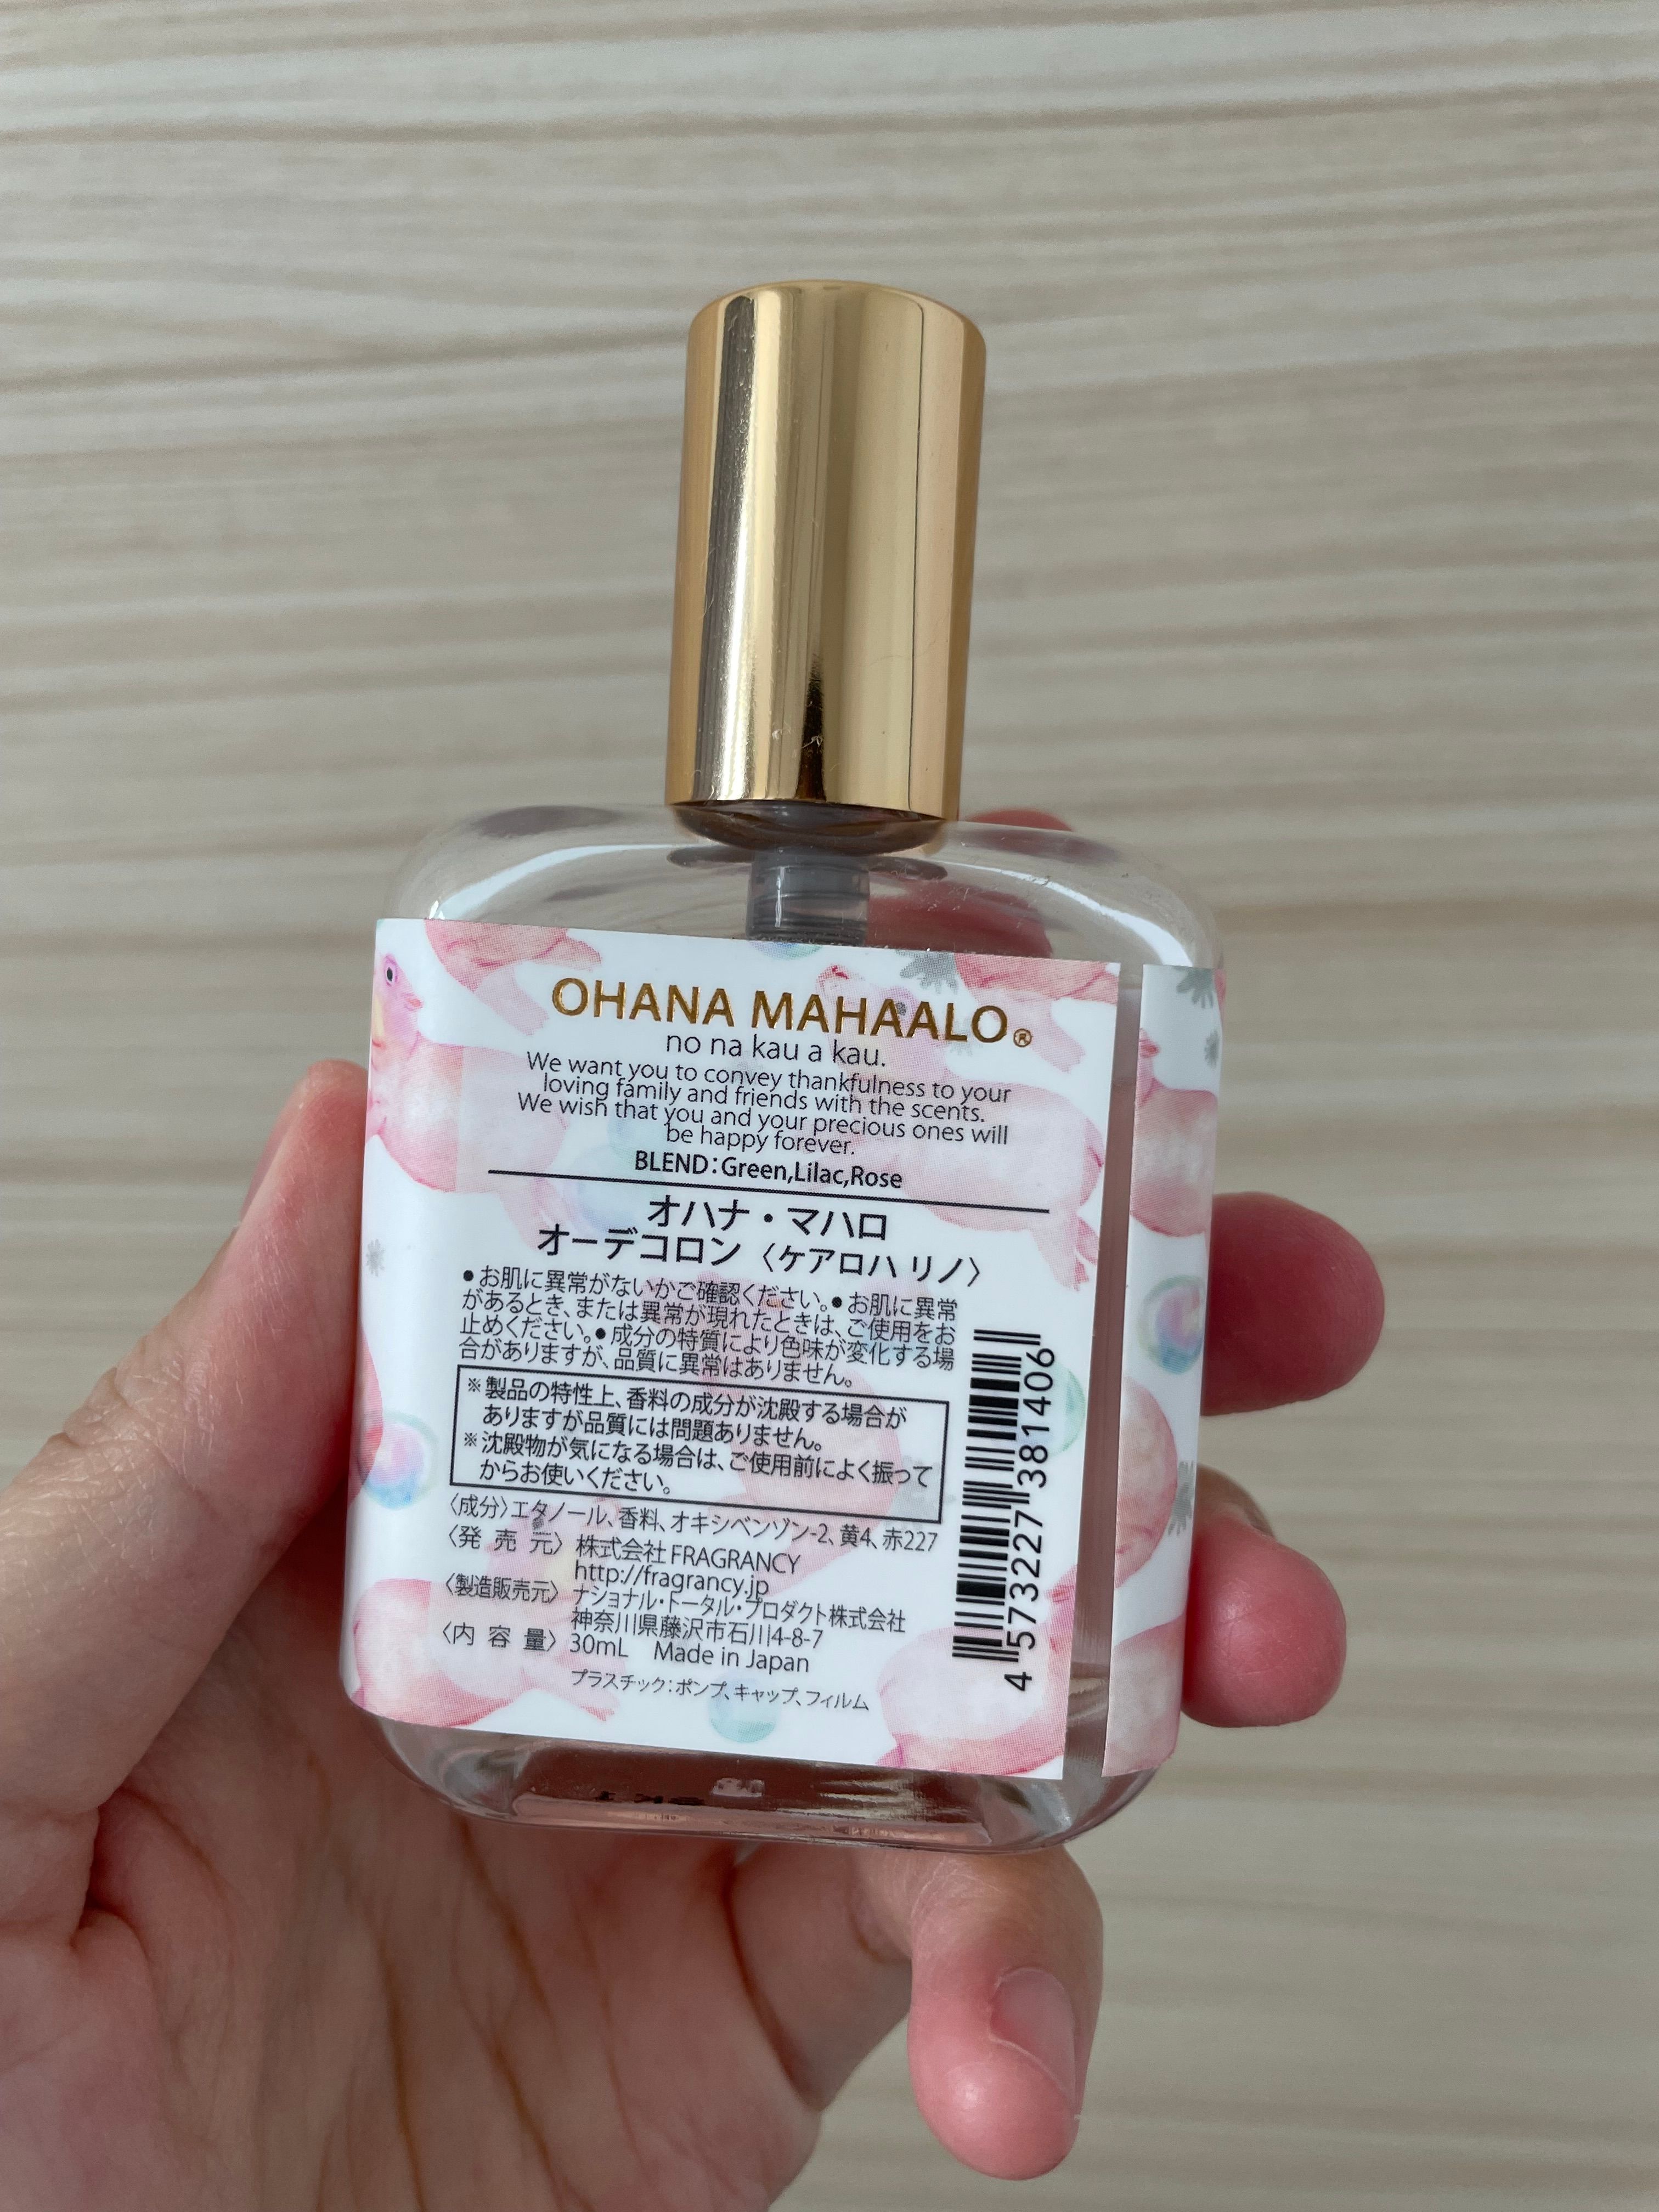 OHANA MAHAALO®
no na kau a kau.
We want you to convey thankfulness to your
loving family and friends with the scents.
We wish that you and your precious ones will
be happy forever.
BLEND:Green,Lilac,Rose
オハナ・マハロ
オーデコロン〈ケアロハ リノ〉
●お肌に異常がないかご確認ください。●お肌に異常
があるとき、または異常が現れたときは、ご使用をお
止めください。●成分の特質により色味が変化する場
合がありますが、品質に異常はありません。
※製品の特性上、香料の成分が沈殿する場合が
ありますが品質には問題ありません。
※沈殿物が気になる場合は、ご使用前によく振って
からお使いください。
〈成分〉エタノール、香料、オキシベンゾン-2、黄4、赤227
〈発売元〉株式会社 FRAGRANCY
http://fragrancy.jp
〈製造販売元〉ナショナル・トータル・プロダクト株式会社
神奈川県藤沢市石川4-8-7
〈内容量〉30mL Made in Japan
プラスチック:ポンプ、キャップ、フィルム
4573227381406